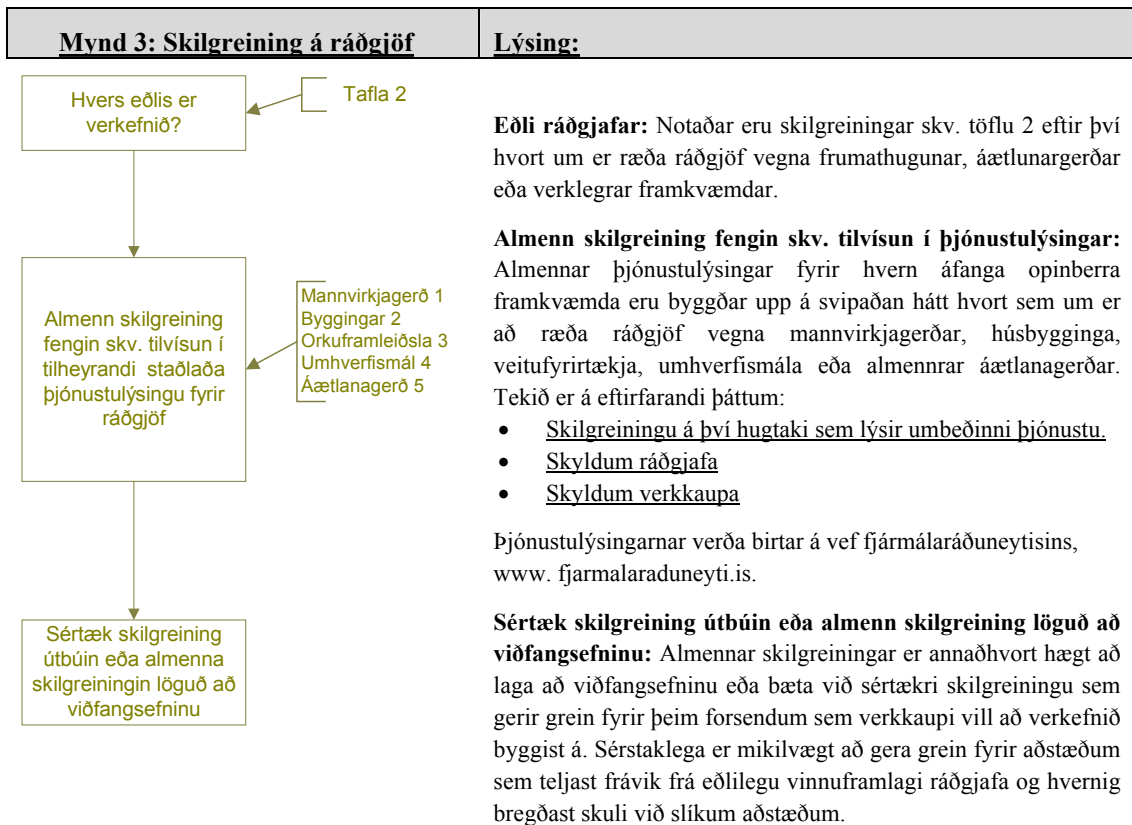 Mynd 3: Skilgreining á ráðgjöf
Lýsing:
Hvers eðlis er
verkefnið?
Tafla 2
Almenn skilgreining
fengin skv. tilvísun í
tilheyrandi staðlaða
þjónustulýsingu fyrir
ráðgjöf
Mannvirkjagerð 1
Byggingar 2
Orkuframleiðsla 3
Umhverfismál 4
Áætlanagerð 5
Sértæk skilgreining
útbúin eða almenna
skilgreiningin löguð að
viðfangsefninu
Eðli ráðgjafar: Notaðar eru skilgreiningar skv. töflu 2 eftir því
hvort um er ræða ráðgjöf vegna frumathugunar, áætlunargerðar
eða verklegrar framkvæmdar.
Almenn skilgreining fengin skv. tilvísun í þjónustulýsingar:
Almennar þjónustulýsingar fyrir hvern áfanga opinberra
framkvæmda eru byggðar upp á svipaðan hátt hvort sem um er
að ræða ráðgjöf vegna mannvirkjagerðar, húsbygginga,
veitufyrirtækja, umhverfismála eða almennrar áætlanagerðar.
Tekið er á eftirfarandi þáttum:
• Skilgreiningu á því hugtaki sem lýsir umbeðinni þjónustu.
• Skyldum ráðgjafa
• Skyldum verkkaupa
Þjónustulýsingarnar verða birtar á vef fjármálaráðuneytisins,
www. fjarmalaraduneyti.is.
Sértæk skilgreining útbúin eða almenn skilgreining löguð að
viðfangsefninu: Almennar skilgreiningar er annaðhvort hægt að
laga að viðfangsefninu eða bæta við sértækri skilgreiningu sem
gerir grein fyrir þeim forsendum sem verkkaupi vill að verkefnið
byggist á. Sérstaklega er mikilvægt að gera grein fyrir aðstæðum
sem teljast frávik frá eðlilegu vinnuframlagi ráðgjafa og hvernig
bregðast skuli við slíkum aðstæðum.